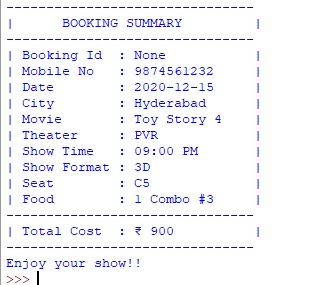 -------------------------------
|      BOOKING SUMMARY         |
-------------------------------
| Booking Id  : None           |
| Mobile No   : 9874561232     |
| Date        : 2020-12-15     |
| City        : Hyderabad      |
| Movie       : Toy Story 4    |
| Theater     : PVR            |
| Show Time   : 09:00 PM       |
| Show Format : 3D             |
| Seat        : C5             |
| Food        : 1 Combo #3     |
-------------------------------
| Total Cost  : ₹ 900          |
-------------------------------
Enjoy your show!!
>>>